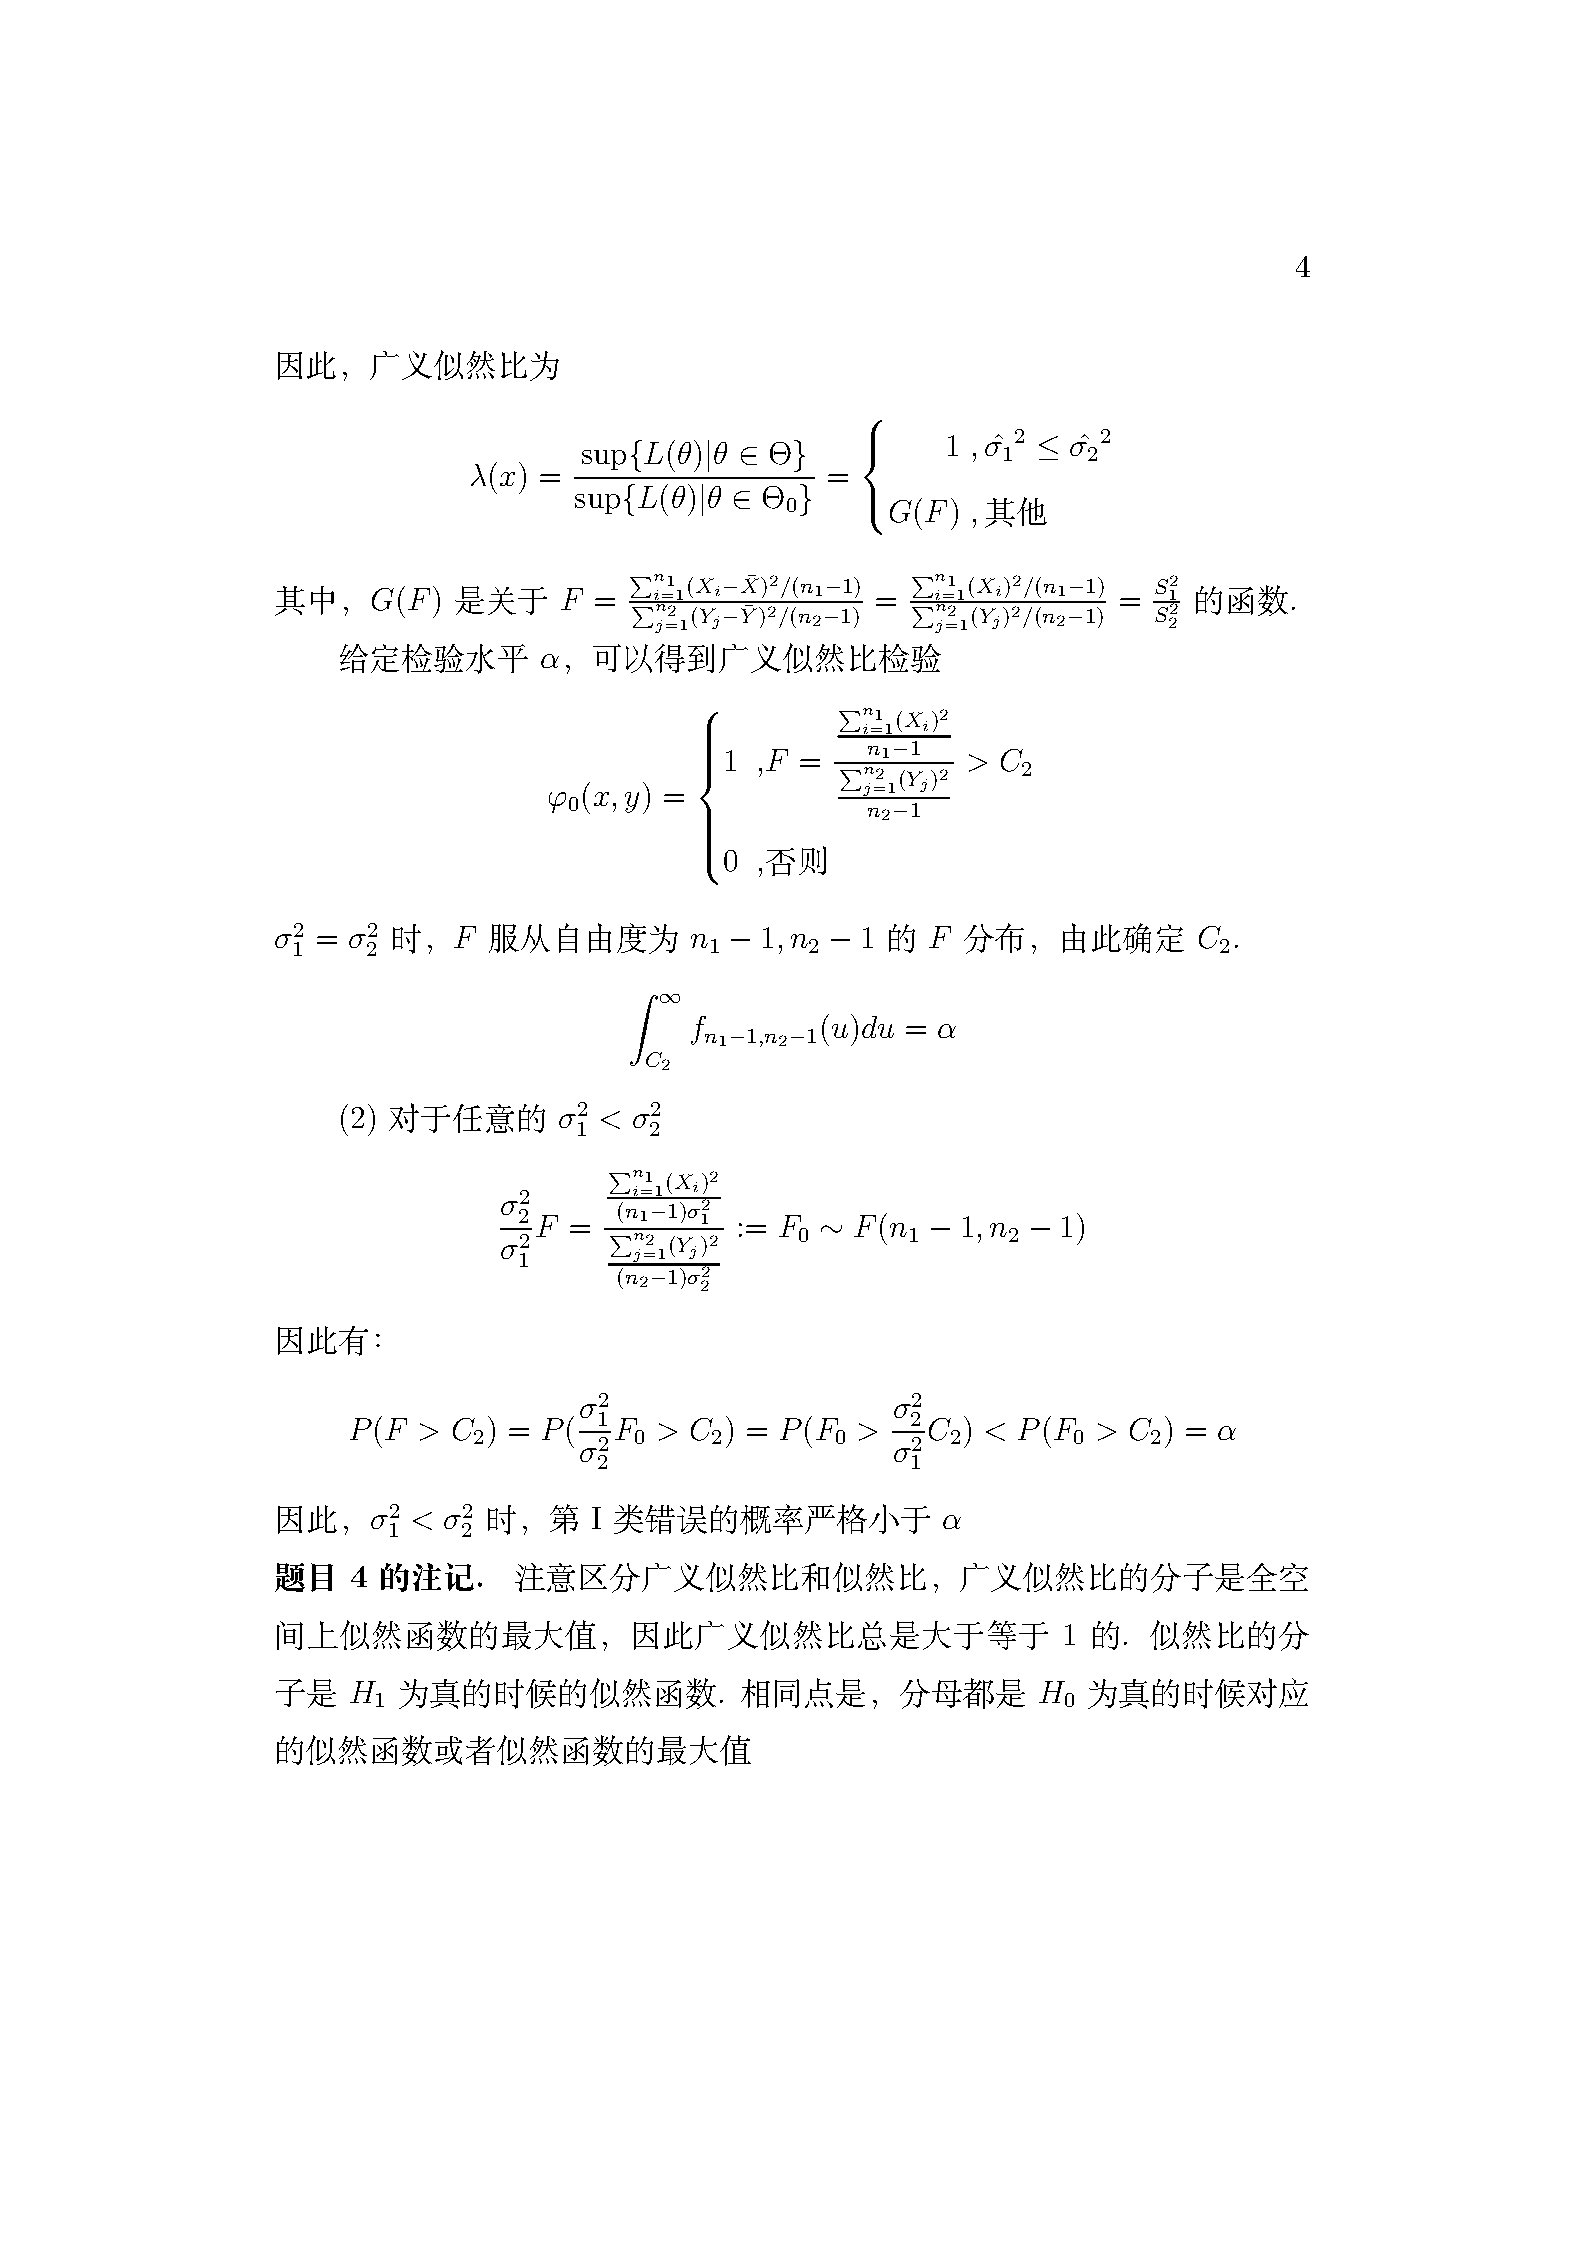 4
因此，广义似然比为
$\lambda(x) = \frac{\sup\{L(\theta)|\theta \in \Theta\}}{\sup\{L(\theta)|\theta \in \Theta_0\}} = \begin{cases} 1 & ,\hat{\sigma_1}^2 \leq \hat{\sigma_2}^2 \\ G(F) & ,其他 \end{cases}$
其中，$G(F)$ 是关于 $F = \frac{\sum_{i=1}^{n_1}(X_i-\bar{X})^2/(n_1-1)}{\sum_{j=1}^{n_2}(Y_j-\bar{Y})^2/(n_2-1)} = \frac{\sum_{i=1}^{n_1}(X_i)^2/(n_1-1)}{\sum_{j=1}^{n_2}(Y_j)^2/(n_2-1)} = \frac{S_1^2}{S_2^2}$ 的函数.
给定检验水平 $\alpha$，可以得到广义似然比检验
$\varphi_0(x,y) = \begin{cases} 1 & ,F = \frac{\frac{\sum_{i=1}^{n_1}(X_i)^2}{n_1-1}}{\frac{\sum_{j=1}^{n_2}(Y_j)^2}{n_2-1}} > C_2 \\ 0 & ,否则 \end{cases}$
$\sigma_1^2 = \sigma_2^2$ 时，$F$ 服从自由度为 $n_1-1, n_2-1$ 的 $F$ 分布，由此确定 $C_2$.
$\int_{C_2}^{\infty} f_{n_1-1,n_2-1}(u)du = \alpha$
(2) 对于任意的 $\sigma_1^2 < \sigma_2^2$
$\frac{\sigma_2^2}{\sigma_1^2}F = \frac{\frac{\sum_{i=1}^{n_1}(X_i)^2}{(n_1-1)\sigma_1^2}}{\frac{\sum_{j=1}^{n_2}(Y_j)^2}{(n_2-1)\sigma_2^2}} := F_0 \sim F(n_1-1, n_2-1)$
因此有：
$P(F > C_2) = P(\frac{\sigma_1^2}{\sigma_2^2}F_0 > C_2) = P(F_0 > \frac{\sigma_2^2}{\sigma_1^2}C_2) < P(F_0 > C_2) = \alpha$
因此，$\sigma_1^2 < \sigma_2^2$ 时，第 I 类错误的概率严格小于 $\alpha$
题目 4 的注记. 注意区分广义似然比和似然比，广义似然比的分子是全空
间上似然函数的最大值，因此广义似然比总是大于等于 1 的. 似然比的分
子是 $H_1$ 为真的时候的似然函数. 相同点是，分母都是 $H_0$ 为真的时候对应
的似然函数或者似然函数的最大值